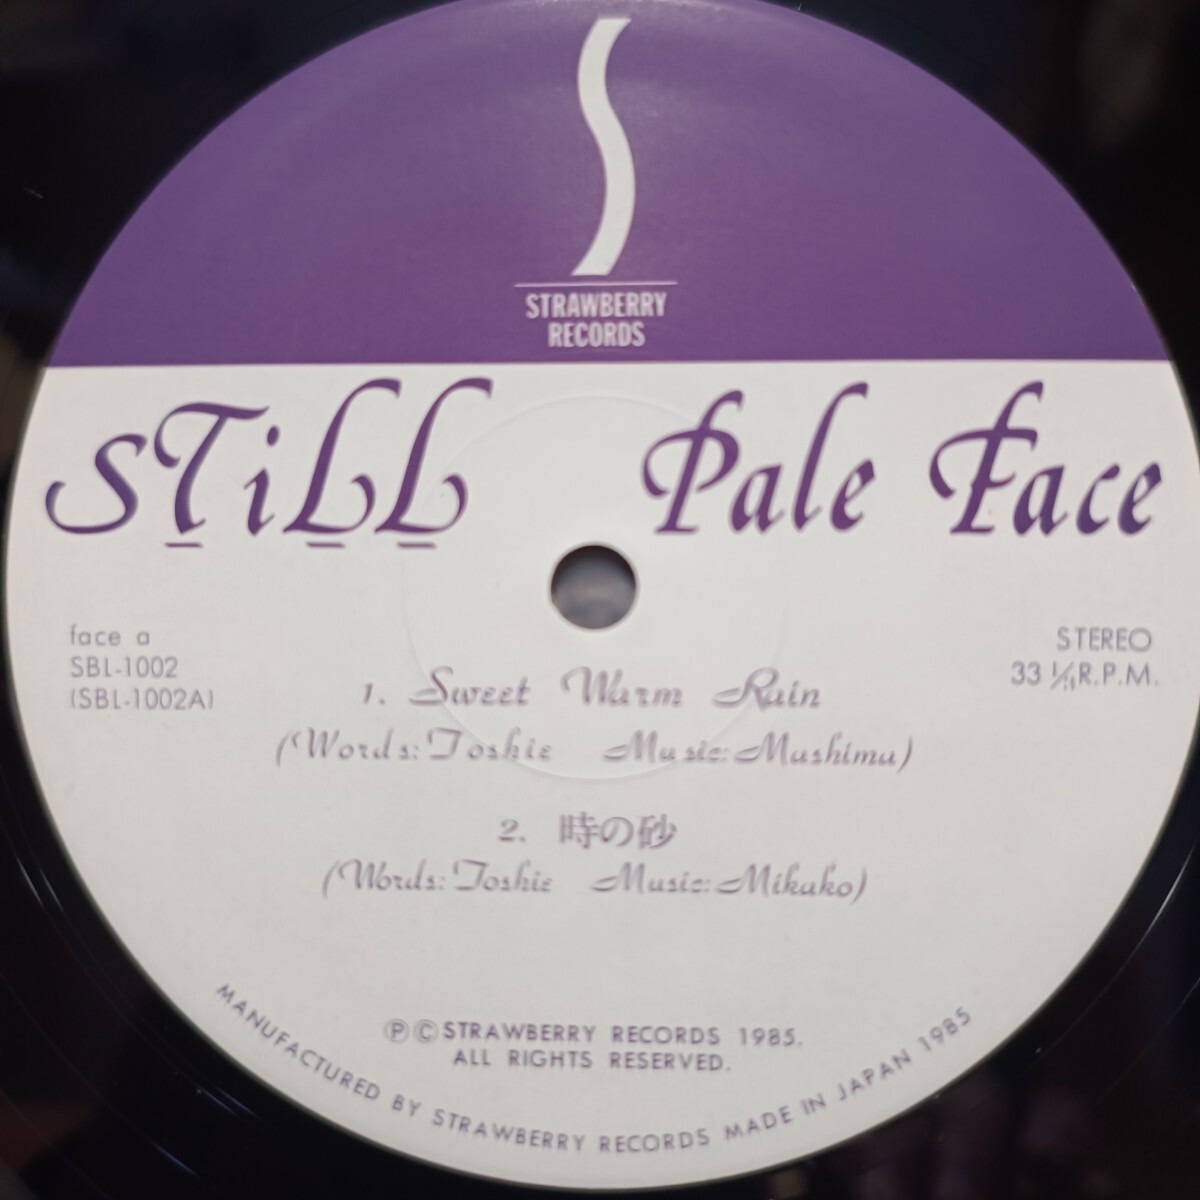 S
STRAWBERRY
RECORDS
STiLL Pale Face
face a
SBL-1002
(SBL-1002A)
STEREO
33 1/3 R.P.M.
1. Sweet Warm Rain
(Words: Toshie Music: Mashima)
2. 時の砂
(Words: Toshie Music: Mikako)
ⓅⒸ STRAWBERRY RECORDS 1985.
ALL RIGHTS RESERVED.
MANUFACTURED BY STRAWBERRY RECORDS MADE IN JAPAN 1985